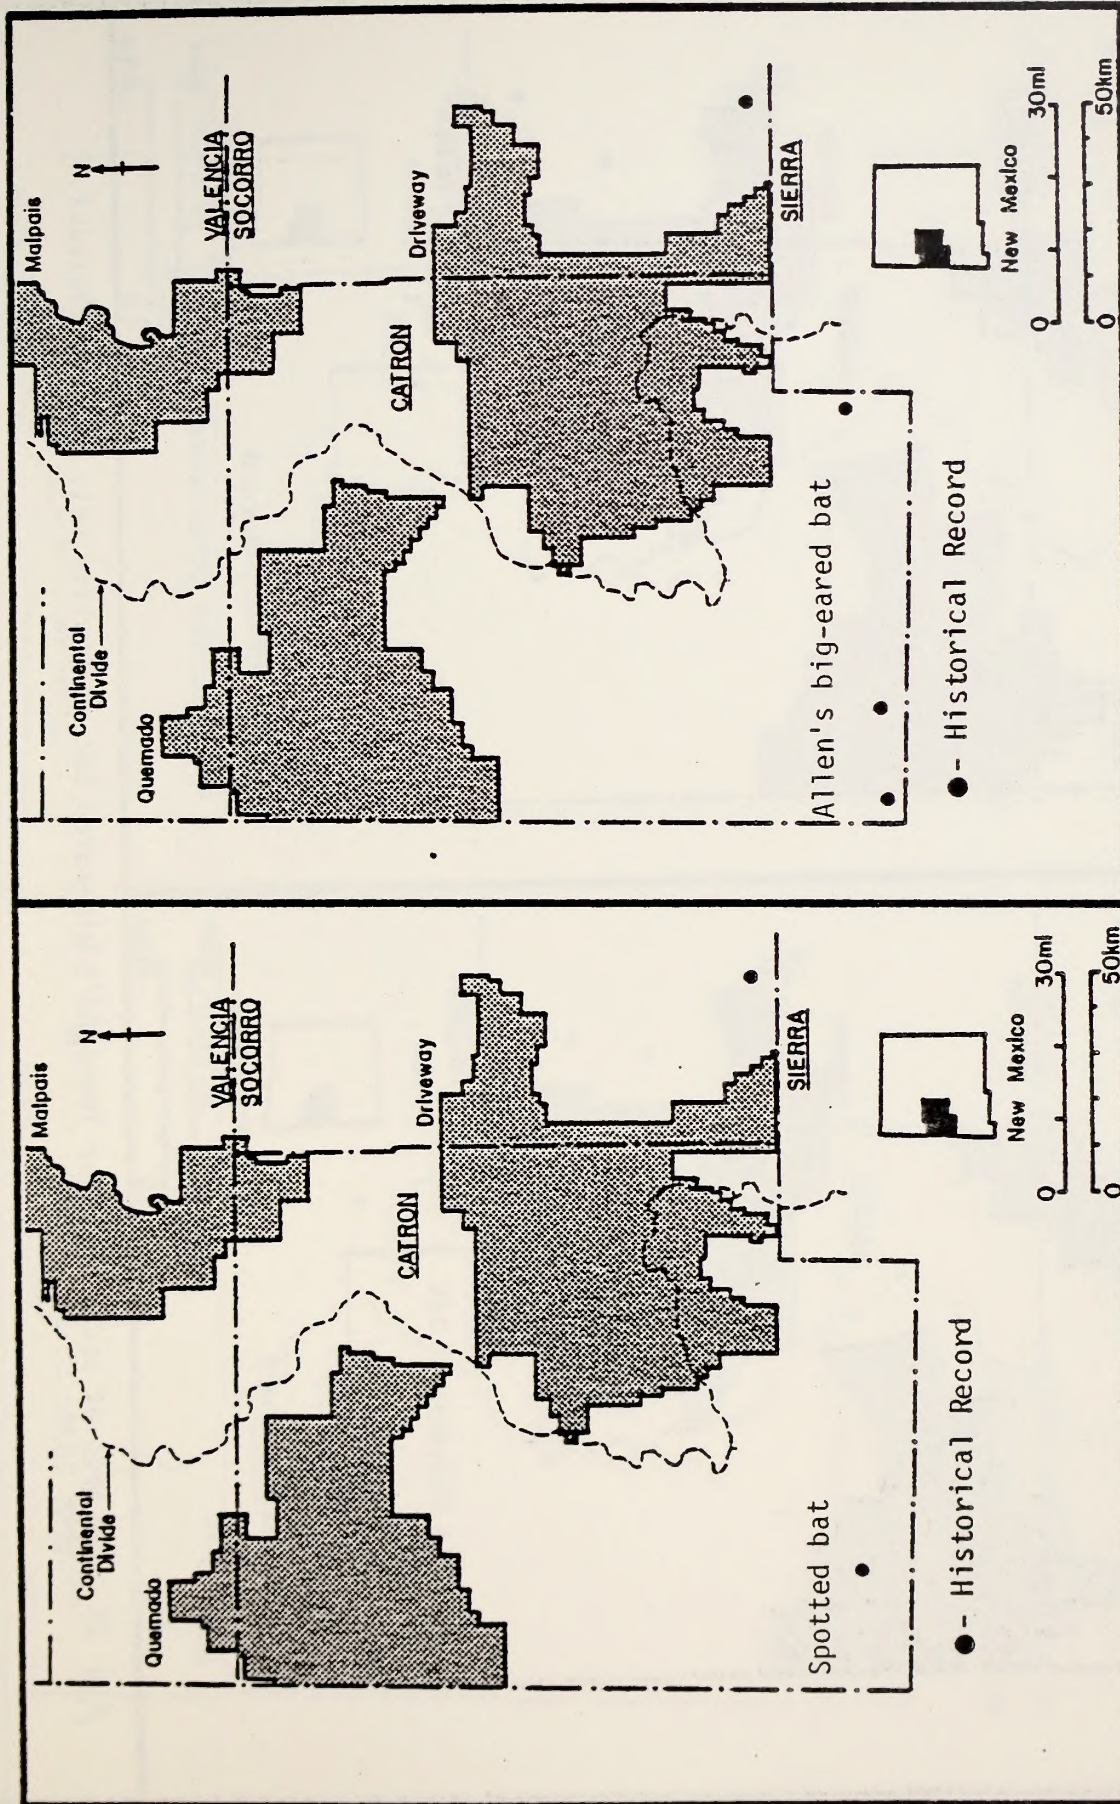 Malpais
N
VALENCIA
SOCORRO
Continental
Divide
Quemado
CATRON
Driveway
SIERRA
Allen's big-eared bat
- Historical Record
New Mexico
0 30mi
0 50km
Malpais
N
VALENCIA
SOCORRO
Continental
Divide
Quemado
CATRON
Driveway
SIERRA
Spotted bat
- Historical Record
New Mexico
0 30mi
0 50km